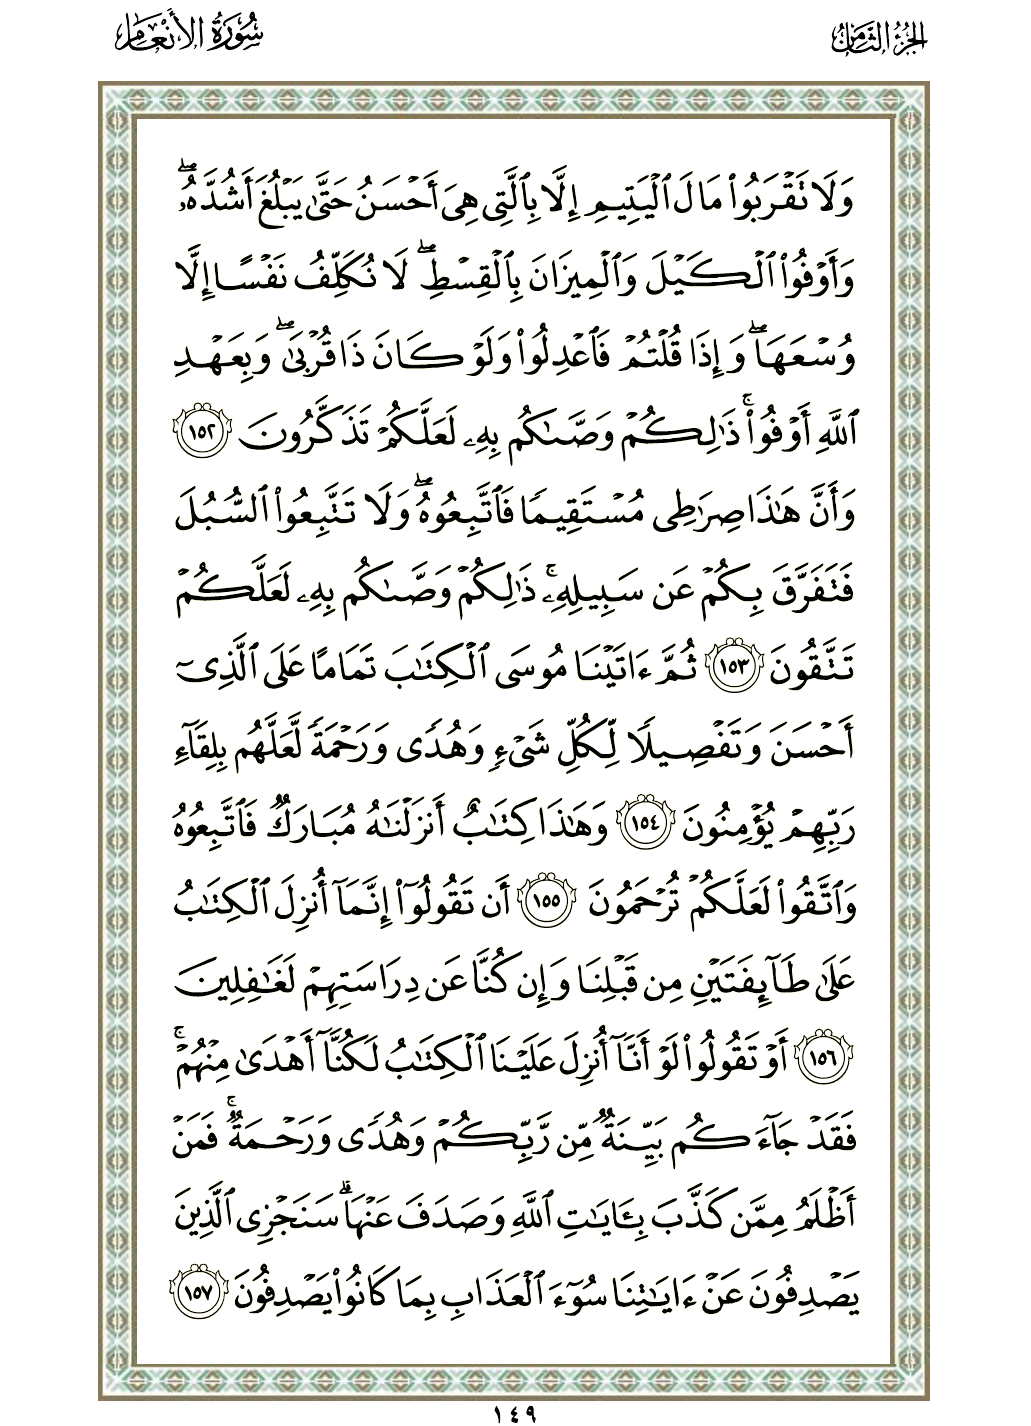 الجزء الثامن
سورة الأنعام
وَلَا تَقْرَبُوا۟ مَالَ ٱلْيَتِيمِ إِلَّا بِٱلَّتِى هِىَ أَحْسَنُ حَتَّىٰ يَبْلُغَ أَشُدَّهُۥ ۖ
وَأَوْفُوا۟ ٱلْكَيْلَ وَٱلْمِيزَانَ بِٱلْقِسْطِ ۖ لَا نُكَلِّفُ نَفْسًا إِلَّا
وُسْعَهَا ۖ وَإِذَا قُلْتُمْ فَٱعْدِلُوا۟ وَلَوْ كَانَ ذَا قُرْبَىٰ ۖ وَبِعَهْدِ
ٱللَّهِ أَوْفُوا۟ ۚ ذَٰلِكُمْ وَصَّىٰكُم بِهِۦ لَعَلَّكُمْ تَذَكَّرُونَ ١٥٢
وَأَنَّ هَٰذَا صِرَٰطِى مُسْتَقِيمًا فَٱتَّبِعُوهُ ۖ وَلَا تَتَّبِعُوا۟ ٱلسُّبُلَ
فَتَفَرَّقَ بِكُمْ عَن سَبِيلِهِۦ ۚ ذَٰلِكُمْ وَصَّىٰكُم بِهِۦ لَعَلَّكُمْ
تَتَّقُونَ ١٥٣ ثُمَّ ءَاتَيْنَا مُوسَى ٱلْكِتَٰبَ تَمَامًا عَلَى ٱلَّذِىٓ
أَحْسَنَ وَتَفْصِيلًا لِّكُلِّ شَىْءٍ وَهُدًى وَرَحْمَةً لَّعَلَّهُم بِلِقَآءِ
رَبِّهِمْ يُؤْمِنُونَ ١٥٤ وَهَٰذَا كِتَٰبٌ أَنزَلْنَٰهُ مُبَارَكٌ فَٱتَّبِعُوهُ
وَٱتَّقُوا۟ لَعَلَّكُمْ تُرْحَمُونَ ١٥٥ أَن تَقُولُوٓا۟ إِنَّمَآ أُنزِلَ ٱلْكِتَٰبُ
عَلَىٰ طَآئِفَتَيْنِ مِن قَبْلِنَا وَإِن كُنَّا عَن دِرَاسَتِهِمْ لَغَٰفِلِينَ
١٥٦ أَوْ تَقُولُوا۟ لَوْ أَنَّآ أُنزِلَ عَلَيْنَا ٱلْكِتَٰبُ لَكُنَّآ أَهْدَىٰ مِنْهُمْ ۚ
فَقَدْ جَآءَكُم بَيِّنَةٌ مِّن رَّبِّكُمْ وَهُدًى وَرَحْمَةٌ ۚ فَمَنْ
أَظْلَمُ مِمَّن كَذَّبَ بِـَٔايَٰتِ ٱللَّهِ وَصَدَفَ عَنْهَا ۗ سَنَجْزِى ٱلَّذِينَ
يَصْدِفُونَ عَنْ ءَايَٰتِنَا سُوٓءَ ٱلْعَذَابِ بِمَا كَانُوا۟ يَصْدِفُونَ ١٥٧
١٤٩